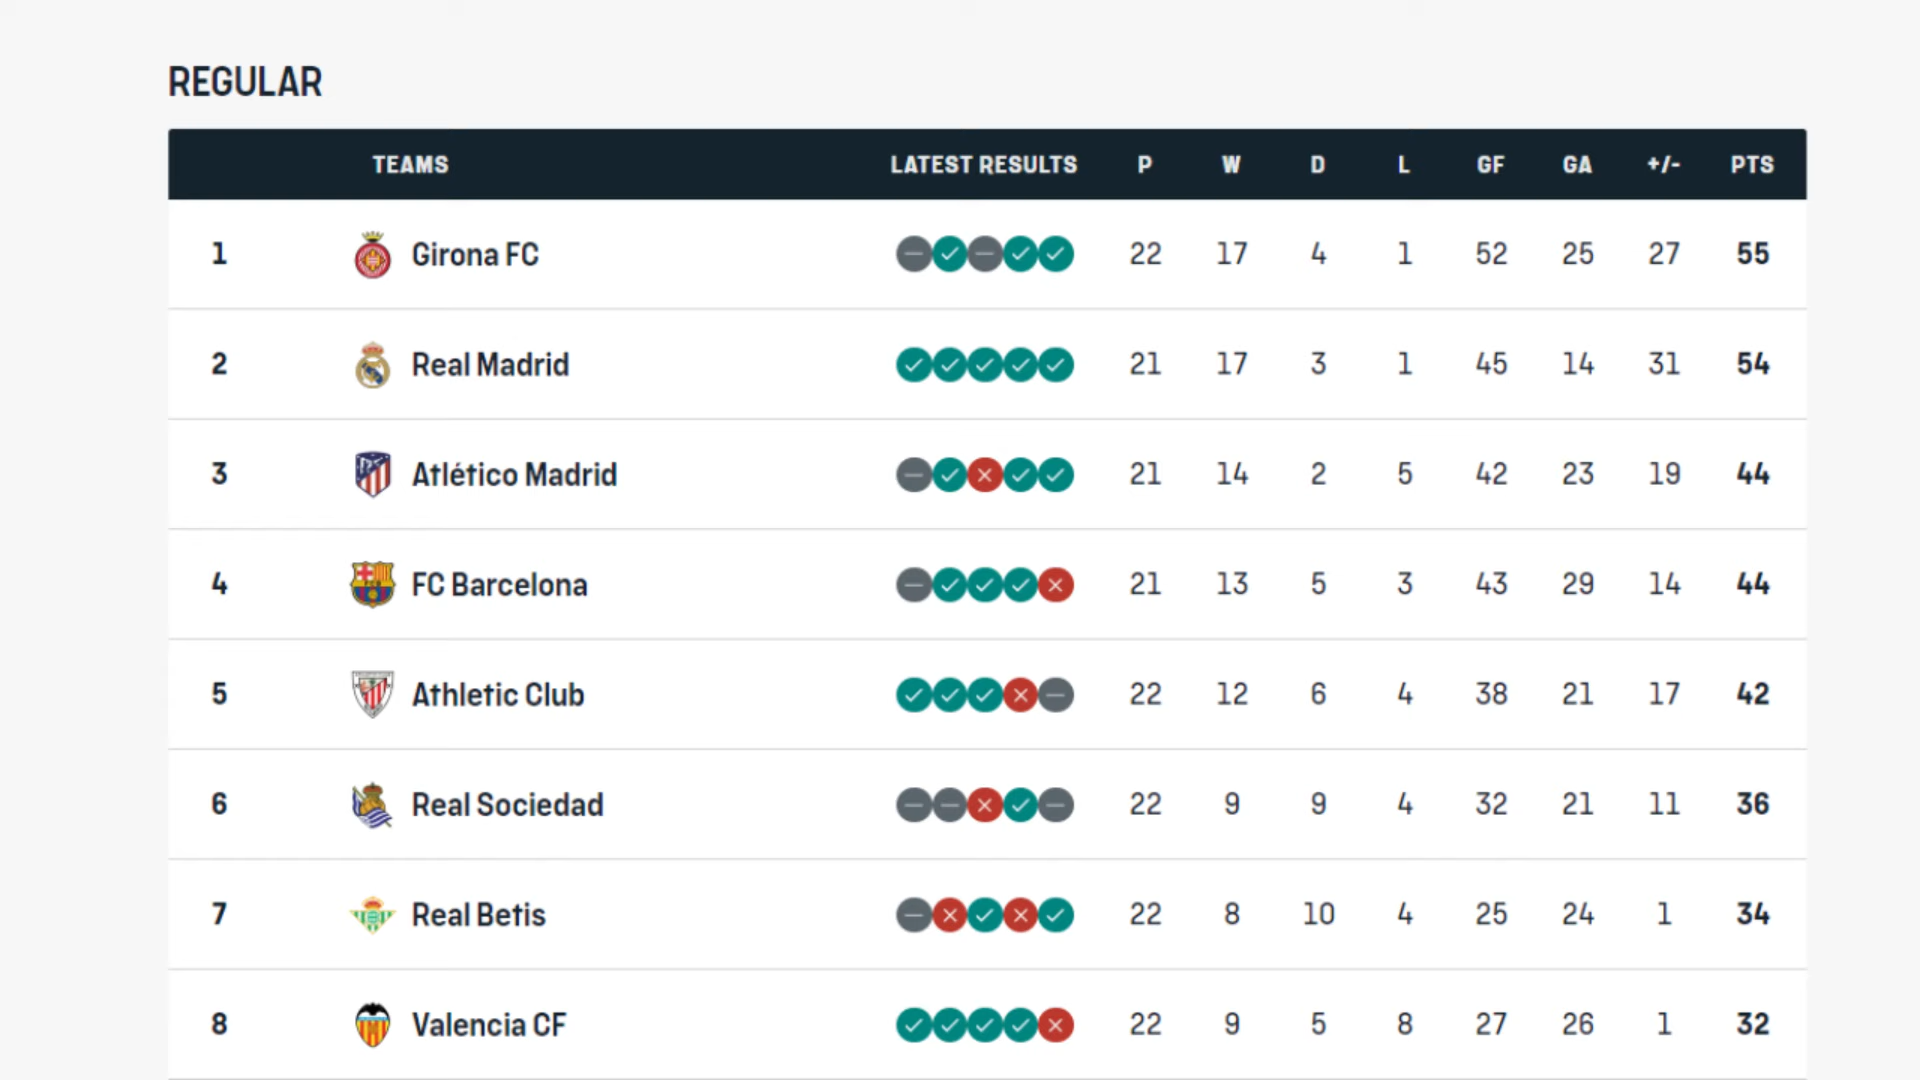 REGULAR
TEAMS LATEST RESULTS P W D L GF GA +/- PTS
1 Girona FC 22 17 4 1 52 25 27 55
2 Real Madrid 21 17 3 1 45 14 31 54
3 Atlético Madrid 21 14 2 5 42 23 19 44
4 FC Barcelona 21 13 5 3 43 29 14 44
5 Athletic Club 22 12 6 4 38 21 17 42
6 Real Sociedad 22 9 9 4 32 21 11 36
7 Real Betis 22 8 10 4 25 24 1 34
8 Valencia CF 22 9 5 8 27 26 1 32